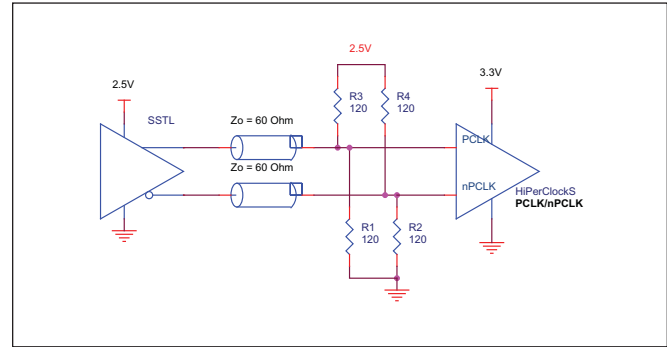 2.5V
2.5V
3.3V
SSTL
R3
120
R4
120
Zo = 60 Ohm
PCLK
Zo = 60 Ohm
nPCLK
HiPerClockS
PCLK/nPCLK
R1
120
R2
120